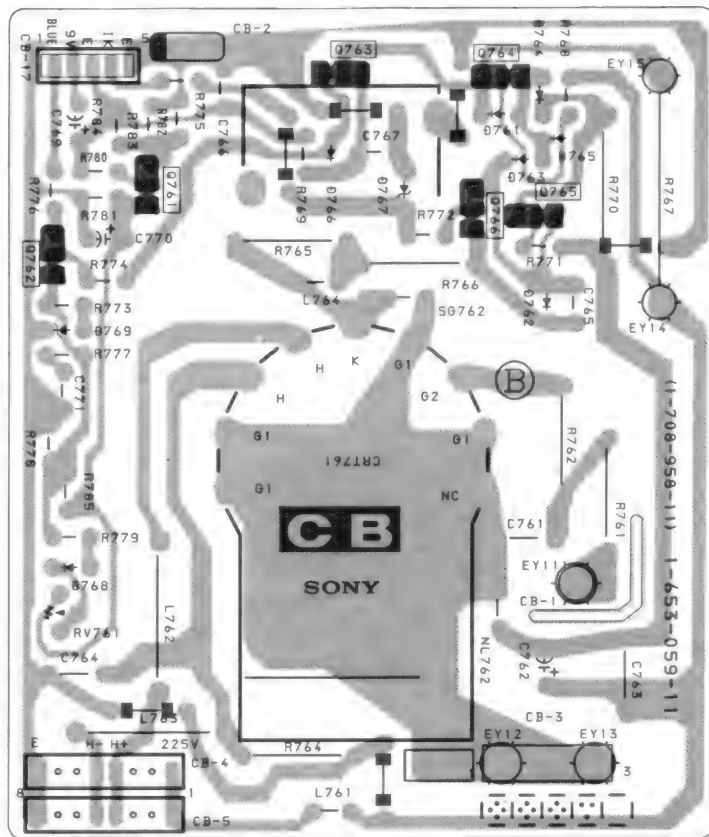 CB-17
1
BLUE
9V
E
IK
E
5
CB-2
Q763
Q764
D764
R768
EY15
C769
R784
R783
R782
R775
C766
C767
D761
D763
D765
R780
R776
Q761
R769
D766
D767
R772
Q766
Q765
R770
R767
R781
C770
Q762
R774
R765
R771
R773
L764
R766
SG762
D762
C765
D769
EY14
R777
C771
H
H
K
G1
G2
B
G1
CRT761
G1
R778
R762
G1
NC
R785
R761
C761
CB
SONY
R779
EY11
D768
CB-1
RV761
L762
C764
NL762
C762
C763
(1-708-958-11) 1-653-059-11
L763
CB-3
E
H-
H+
225V
R764
EY12
EY13
3
CB-4
8
1
CB-5
L761